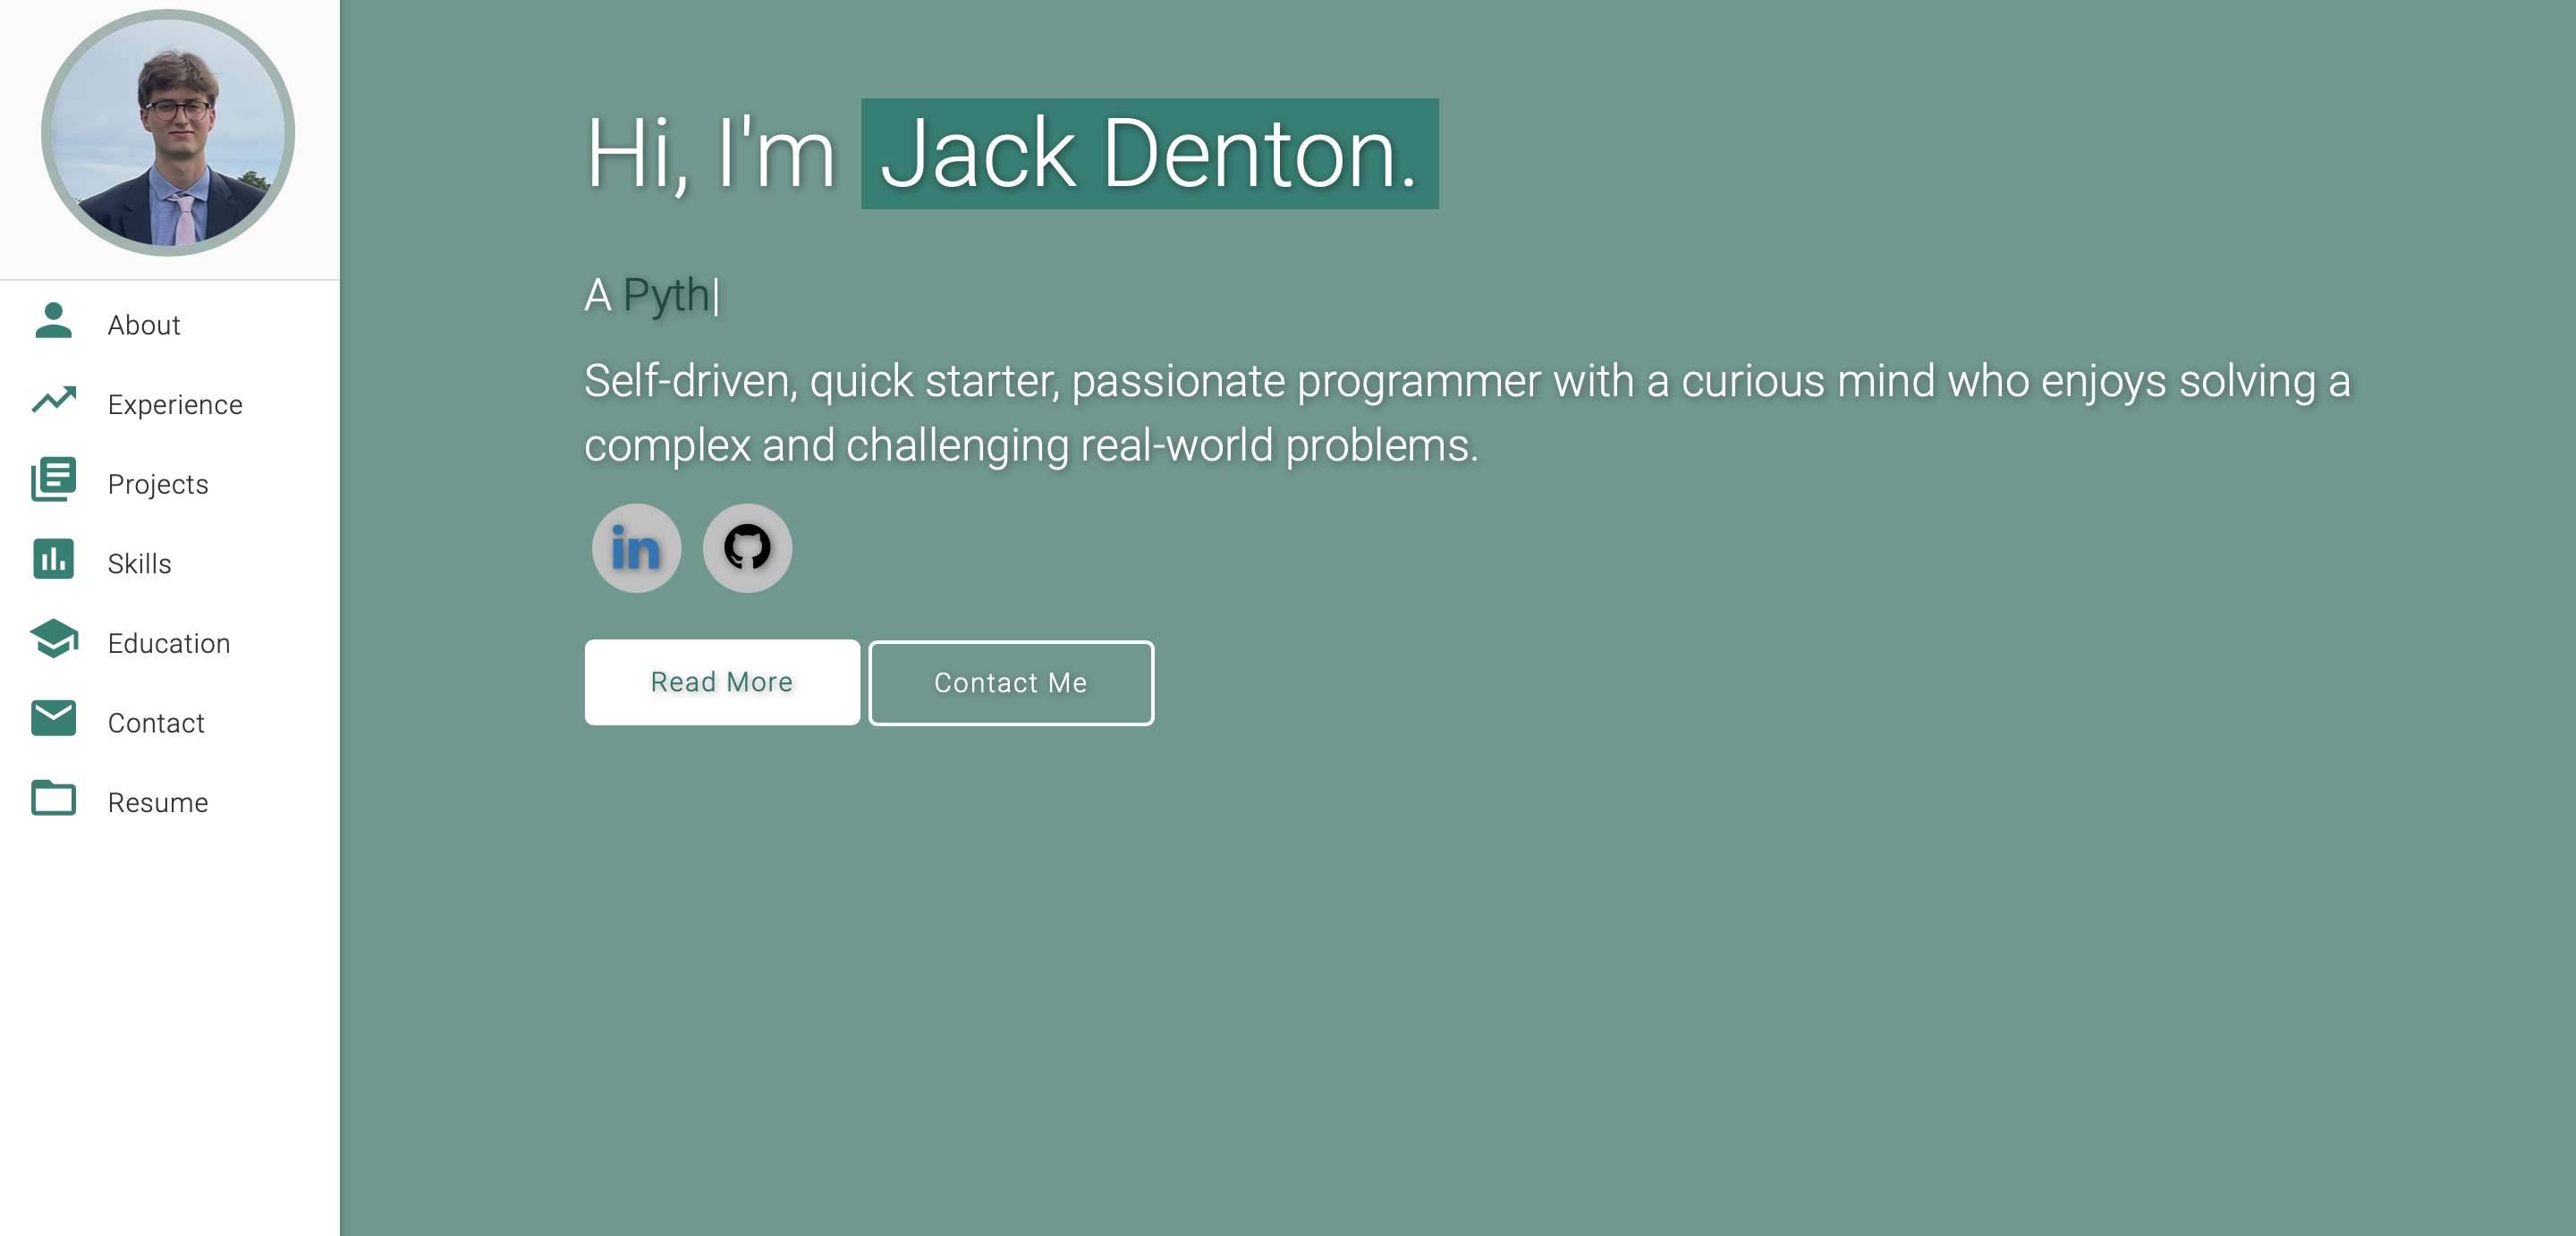 Hi, I'm Jack Denton.
A Pyth|
Self-driven, quick starter, passionate programmer with a curious mind who enjoys solving a
complex and challenging real-world problems.
in
Read More
Contact Me
About
Experience
Projects
Skills
Education
Contact
Resume